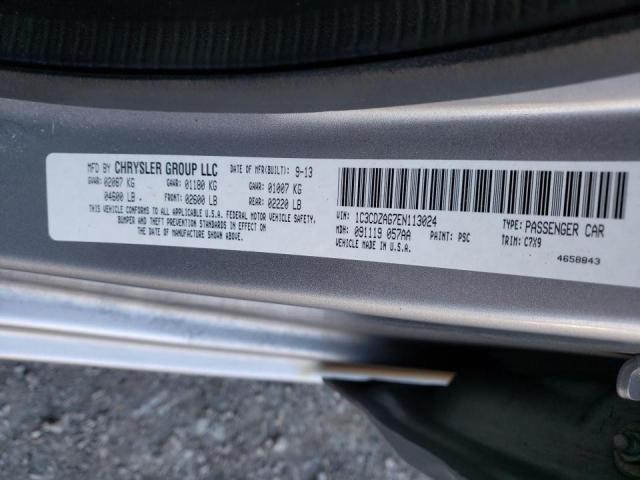 MFD BY CHRYSLER GROUP LLC DATE OF MFR(BUILT): 9-13
GVWR: 02087 KG GAWR: 01180 KG GAWR: 01007 KG
04600 LB. FRONT: 02600 LB REAR: 02220 LB
THIS VEHICLE CONFORMS TO ALL APPLICABLE U.S.A. FEDERAL MOTOR VEHICLE SAFETY,
BUMPER AND THEFT PREVENTION STANDARDS IN EFFECT ON
THE DATE OF MANUFACTURE SHOWN ABOVE.
VIN: 1C3CDZAG7EN113024 TYPE: PASSENGER CAR
MDH: 091119 057AA PAINT: PSC TRIM: C7X9
MADE IN U.S.A. 4658843